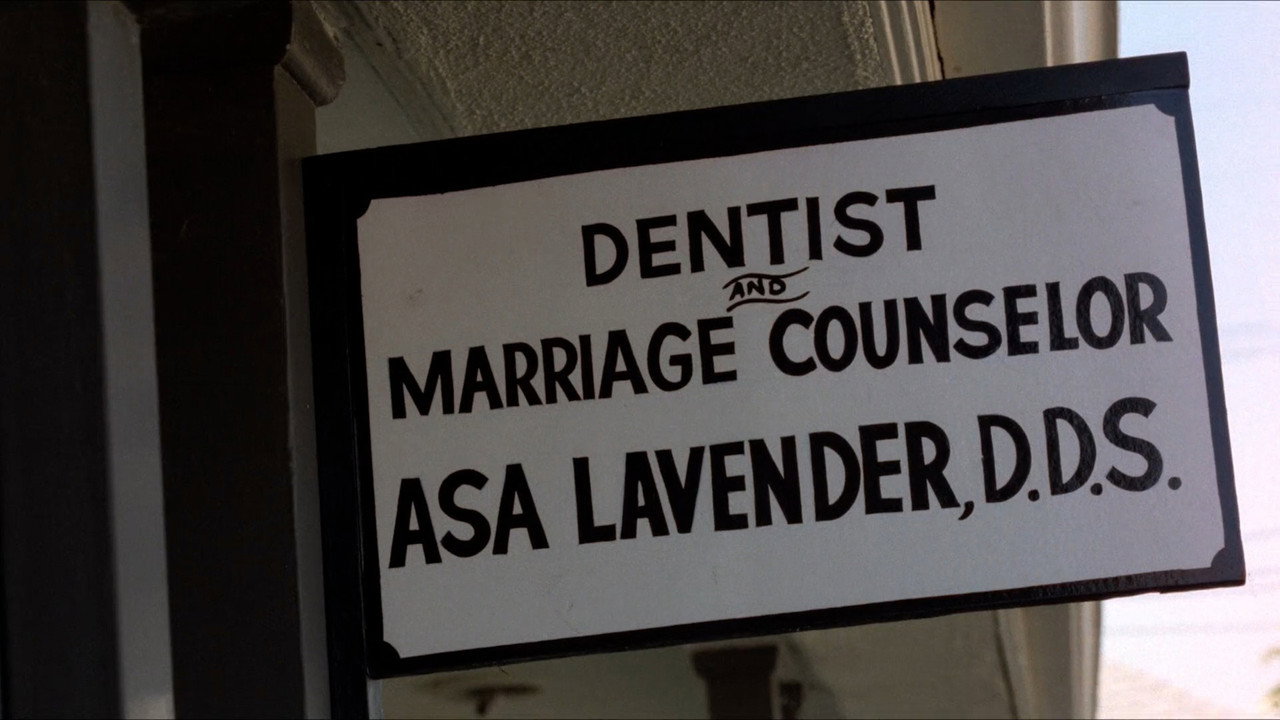 DENTIST
AND
MARRIAGE COUNSELOR
ASA LAVENDER, D.D.S.